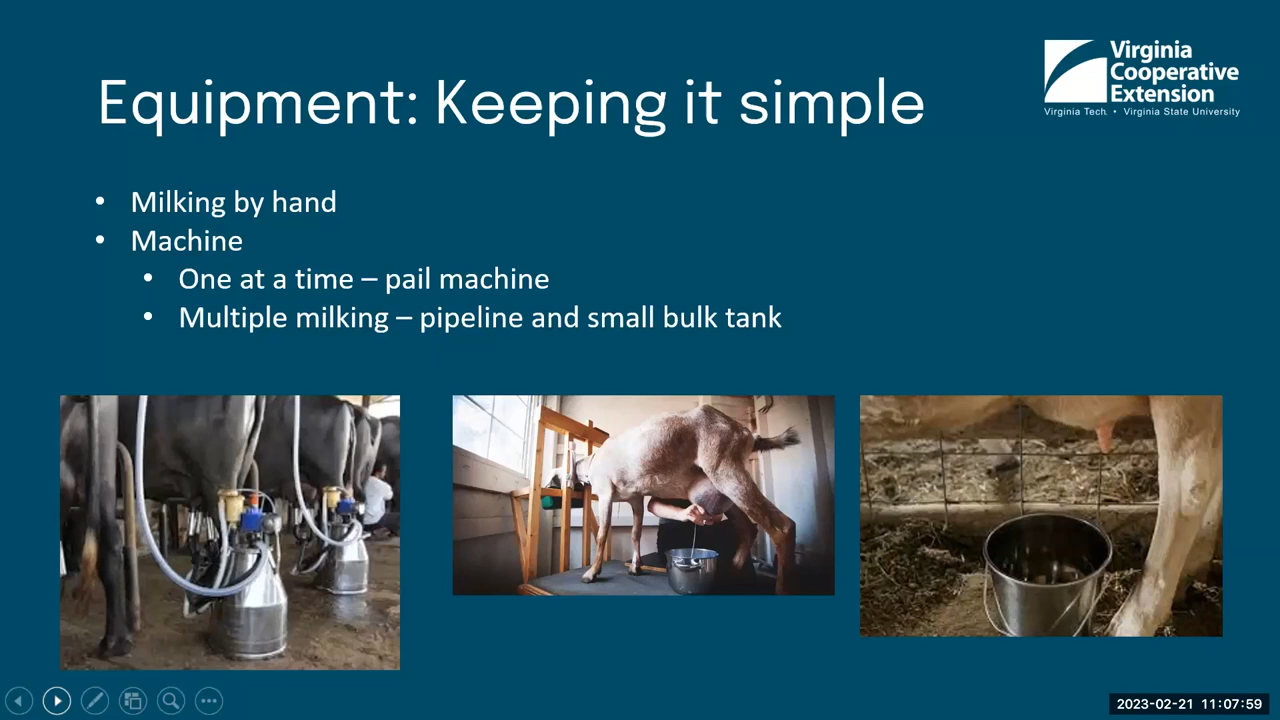 Virginia
Cooperative
Extension
Virginia Tech • Virginia State University
Equipment: Keeping it simple
• Milking by hand
• Machine
• One at a time – pail machine
• Multiple milking – pipeline and small bulk tank
2023-02-21 11:07:59